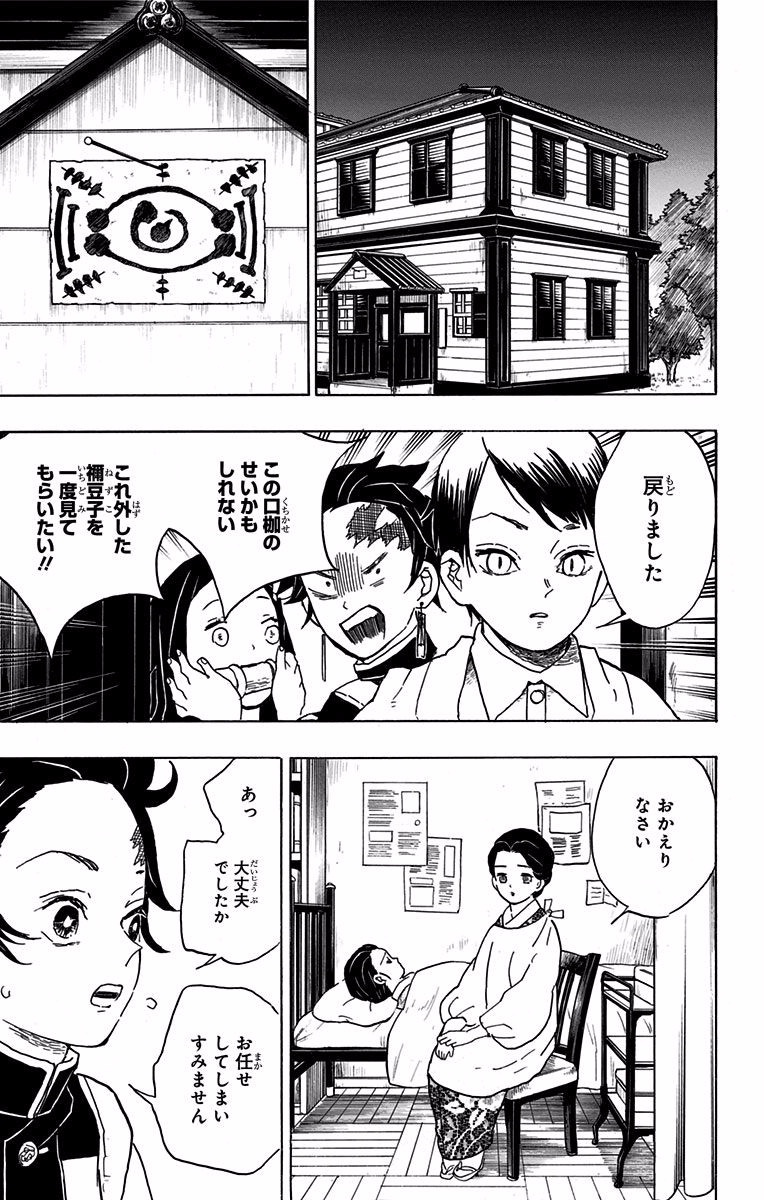 戻りました
この口枷の
せいかも
しれない
これ外した
禰豆子を
一度見て
もらいたい!!
おかえり
なさい
あっ
大丈夫
でしたか
お任せ
してしまい
すみません